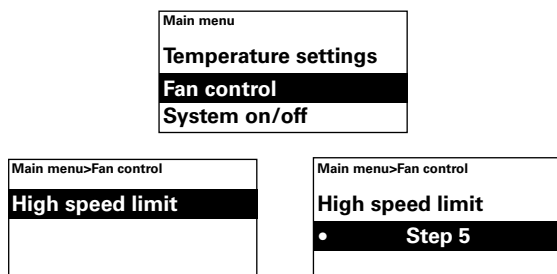 Main menu
Temperature settings
Fan control
System on/off
Main menu>Fan control
High speed limit
Main menu>Fan control
High speed limit
• Step 5